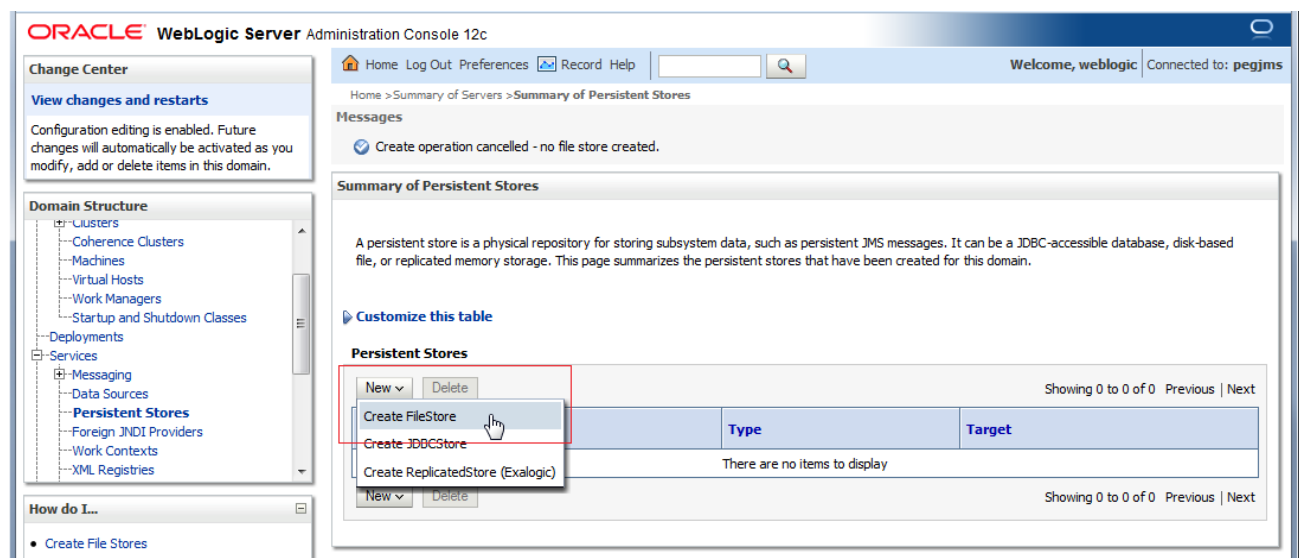 ORACLE WebLogic Server Administration Console 12c
Change Center
View changes and restarts
Configuration editing is enabled. Future
changes will automatically be activated as you
modify, add or delete items in this domain.
Domain Structure
Clusters
Coherence Clusters
Machines
Virtual Hosts
Work Managers
Startup and Shutdown Classes
Deployments
Services
Messaging
Data Sources
Persistent Stores
Foreign JNDI Providers
Work Contexts
XML Registries
How do I...
Create File Stores
Home Log Out Preferences Record Help
Welcome, weblogic Connected to: pegjms
Home >Summary of Servers >Summary of Persistent Stores
Messages
Create operation cancelled - no file store created.
Summary of Persistent Stores
A persistent store is a physical repository for storing subsystem data, such as persistent JMS messages. It can be a JDBC-accessible database, disk-based
file, or replicated memory storage. This page summarizes the persistent stores that have been created for this domain.
Customize this table
Persistent Stores
New Delete
Showing 0 to 0 of 0 Previous | Next
Create FileStore
Create JDBCStore
Create ReplicatedStore (Exalogic)
Type Target
There are no items to display
New Delete
Showing 0 to 0 of 0 Previous | Next